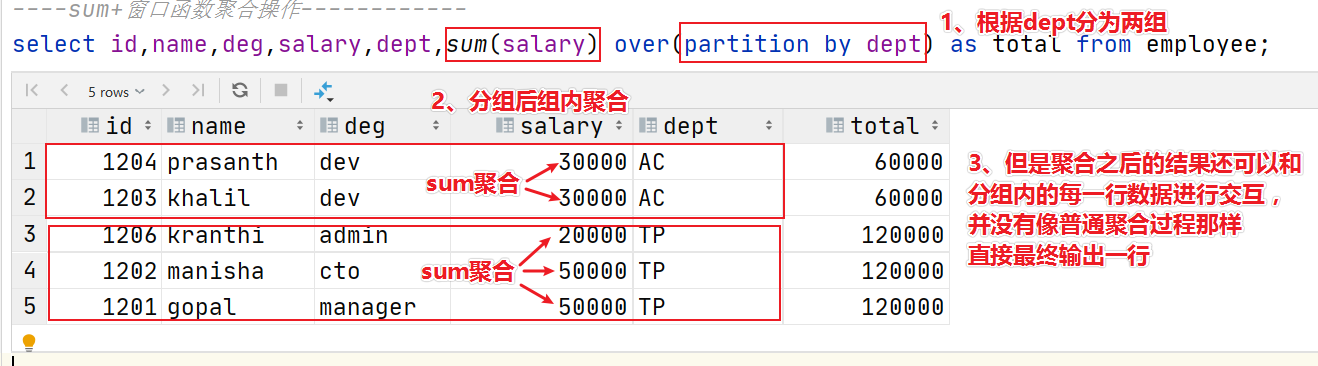 ----sum+窗口函数聚合操作------------
1、根据dept分为两组
select id,name,deg,salary,dept,sum(salary) over(partition by dept) as total from employee;
5 rows
2、分组后组内聚合
id name deg salary dept total
1 1204 prasanth dev 30000 AC 60000
sum聚合
2 1203 khalil dev 30000 AC 60000
3 1206 kranthi admin 20000 TP 120000
4 1202 manisha cto 50000 TP 120000
sum聚合
5 1201 gopal manager 50000 TP 120000
3、但是聚合之后的结果还可以和
分组内的每一行数据进行交互，
并没有像普通聚合过程那样
直接最终输出一行